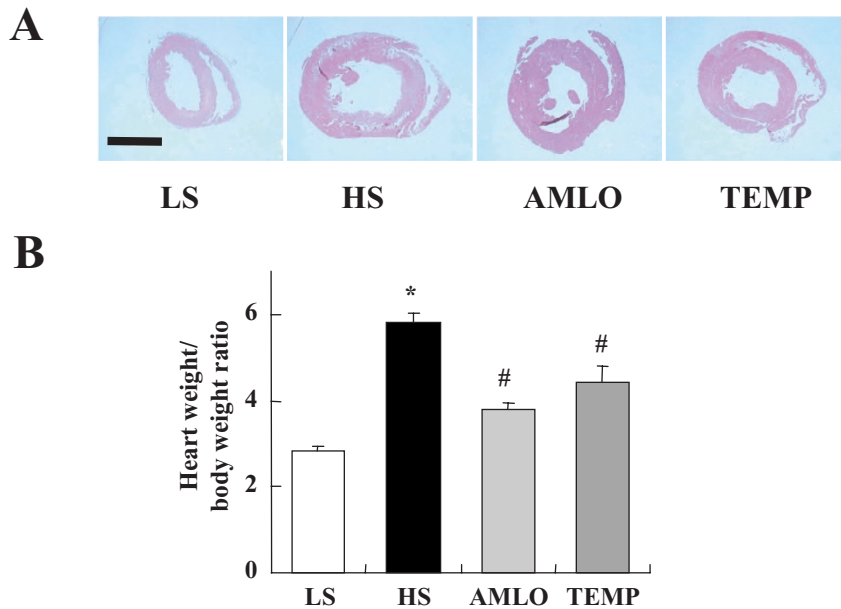 A
LS HS AMLO TEMP
B
Heart weight/
body weight ratio
6
4
2
0
*
#
#
LS HS AMLO TEMP